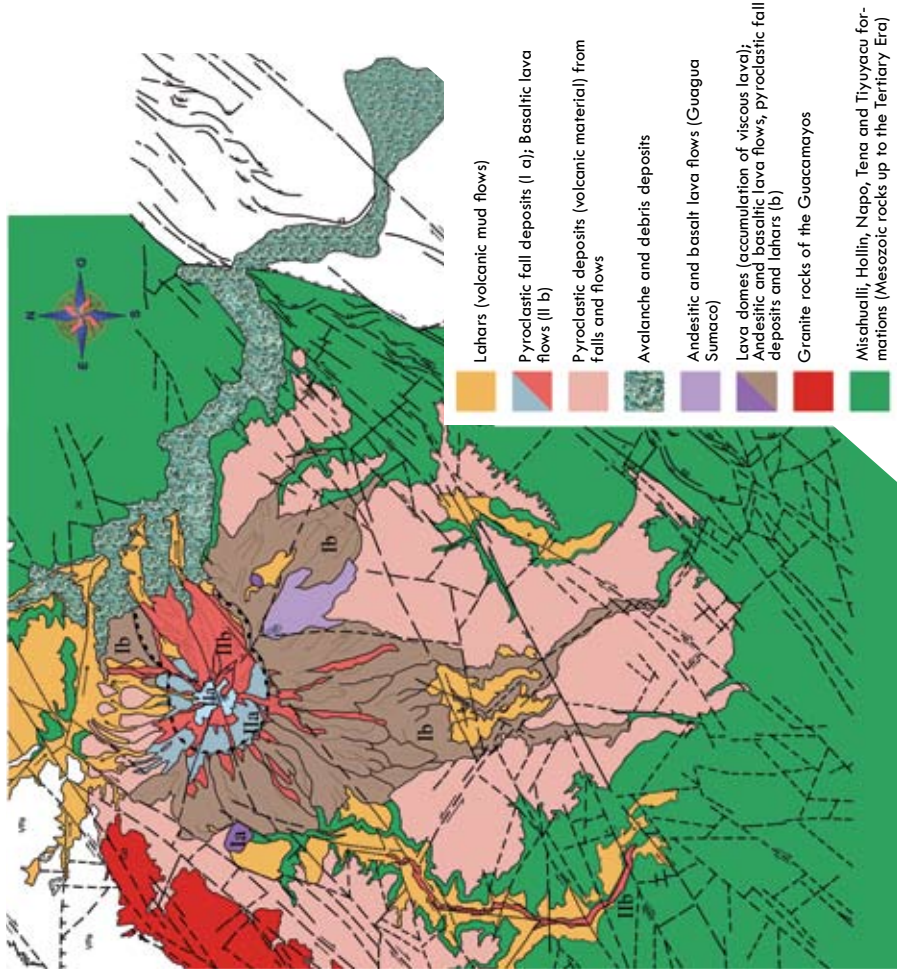 N
E
O
S
Ib
IIb
IIa
IIa
Ib
Ib
Ia
IIb
Lahars (volcanic mud flows)
Pyroclastic fall deposits (I a); Basaltic lava
flows (II b)
Pyroclastic deposits (volcanic material) from
falls and flows
Avalanche and debris deposits
Andesitic and basalt lava flows (Guagua
Sumaco)
Lava domes (accumulation of viscous lava);
Andesitic and basaltic lava flows, pyroclastic fall
deposits and lahars (b)
Granite rocks of the Guacamayos
Misahualli, Hollin, Napo, Tena and Tiyuyacu for-
mations (Mesozoic rocks up to the Tertiary Era)